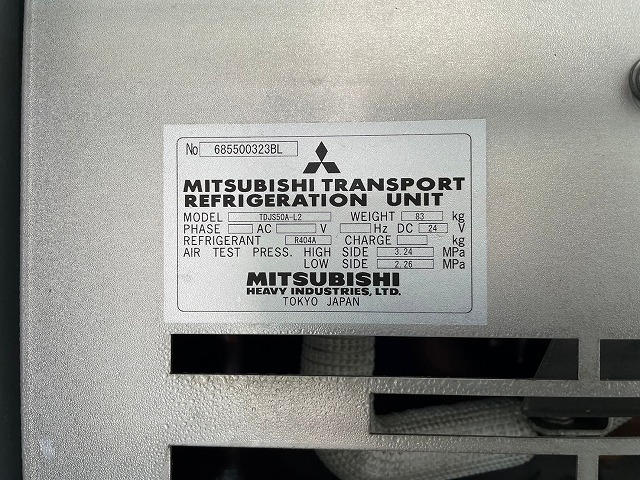 No 685500323BL
MITSUBISHI TRANSPORT
REFRIGERATION UNIT
MODEL TDJS50A-L2 WEIGHT 83 kg
PHASE AC V Hz DC 24 V
REFRIGERANT R404A CHARGE kg
AIR TEST PRESS. HIGH SIDE 3.24 MPa
LOW SIDE 2.26 MPa
MITSUBISHI
HEAVY INDUSTRIES, LTD.
TOKYO JAPAN